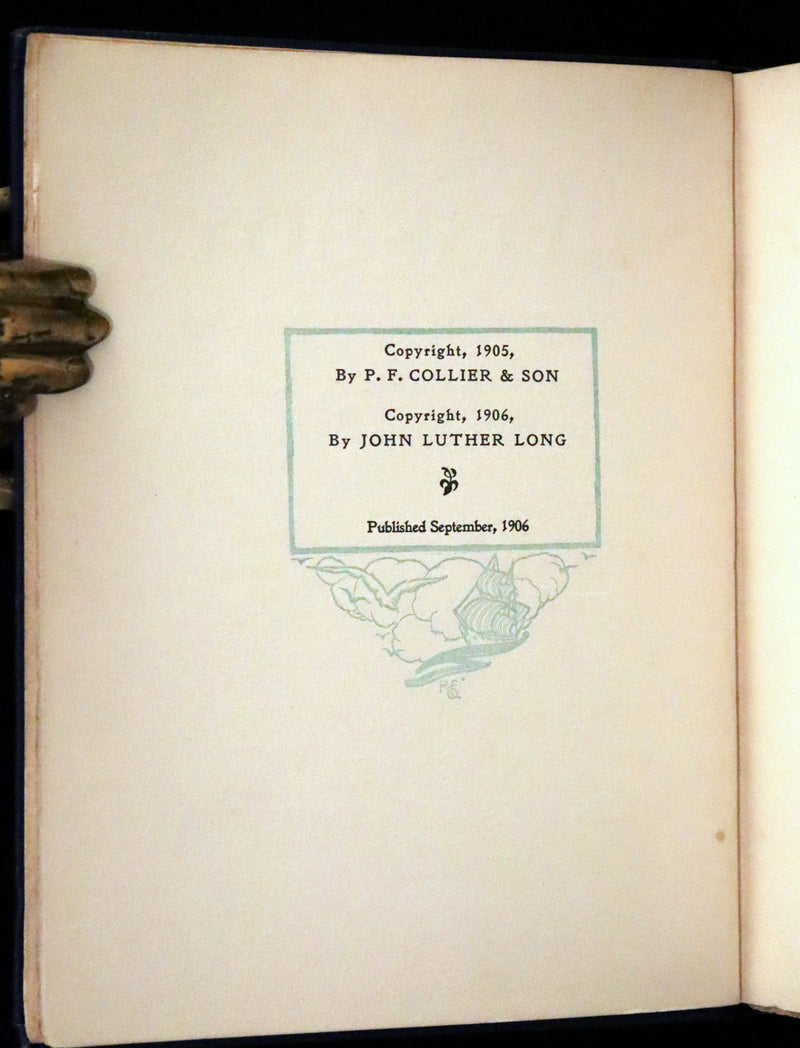 Copyright, 1905,
By P. F. COLLIER & SON
Copyright, 1906,
By JOHN LUTHER LONG
Published September, 1906